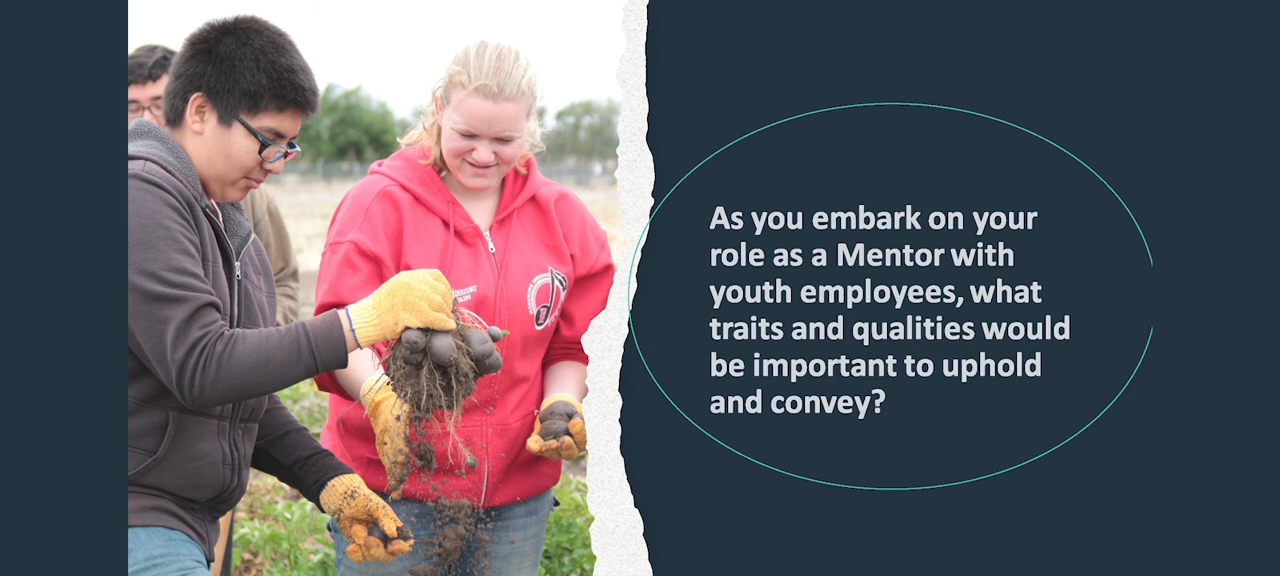 As you embark on your
role as a Mentor with
youth employees, what
traits and qualities would
be important to uphold
and convey?